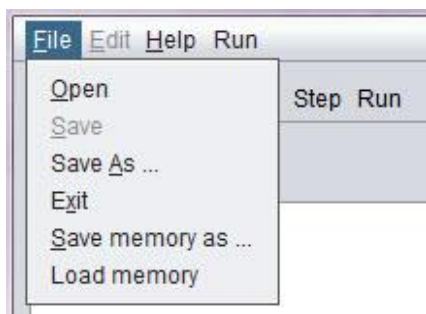 File Edit Help Run
Open
Step Run
Save
Save As ...
Exit
Save memory as ...
Load memory